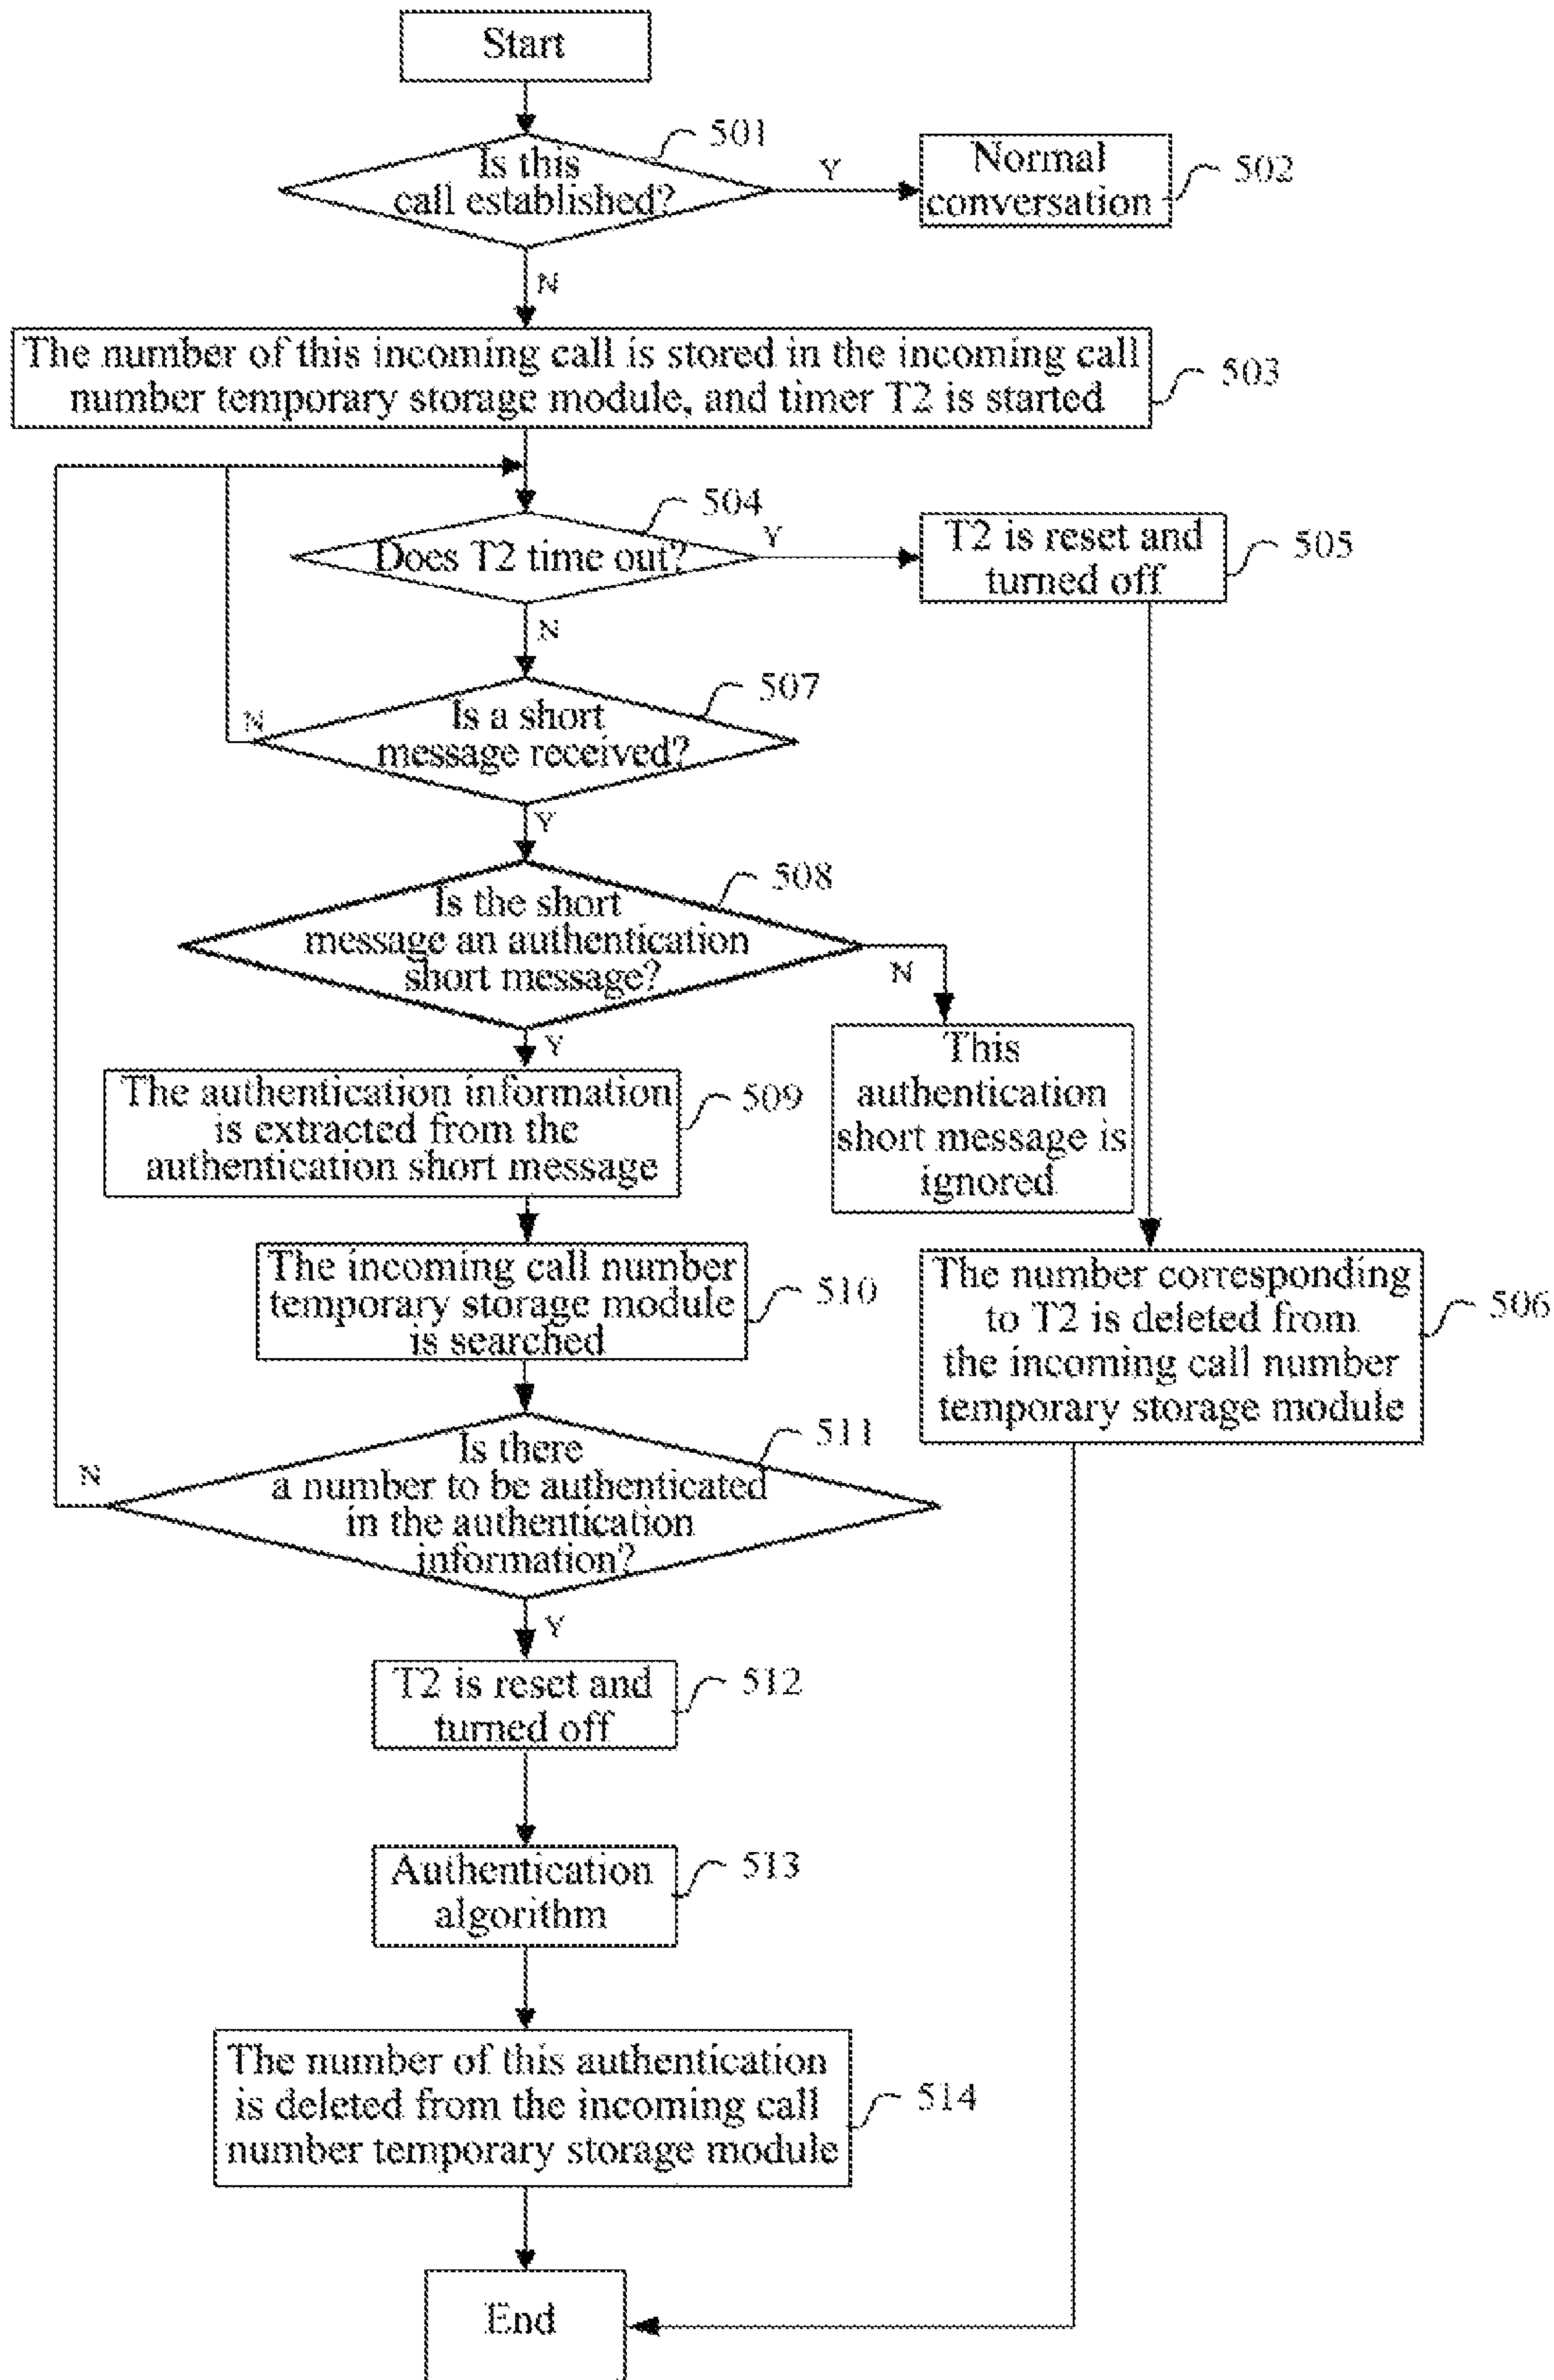 Start
501
Is this
call established?
Y
Normal
conversation
502
N
The number of this incoming call is stored in the incoming call
number temporary storage module, and timer T2 is started
503
504
Does T2 time out?
Y
T2 is reset and
turned off
505
N
507
Is a short
message received?
N
Y
508
Is the short
message an authentication
short message?
N
Y
This
authentication
short message is
ignored
The authentication information
is extracted from the
authentication short message
509
The incoming call number
temporary storage module
is searched
510
The number corresponding
to T2 is deleted from
the incoming call number
temporary storage module
506
511
Is there
a number to be authenticated
in the authentication
information?
N
Y
T2 is reset and
turned off
512
Authentication
algorithm
513
The number of this authentication
is deleted from the incoming call
number temporary storage module
514
End